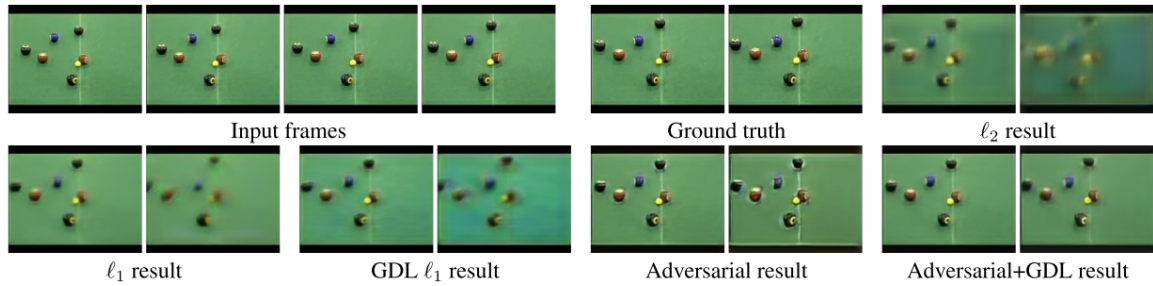 Input frames
Ground truth
ℓ₂ result
ℓ₁ result
GDL ℓ₁ result
Adversarial result
Adversarial+GDL result